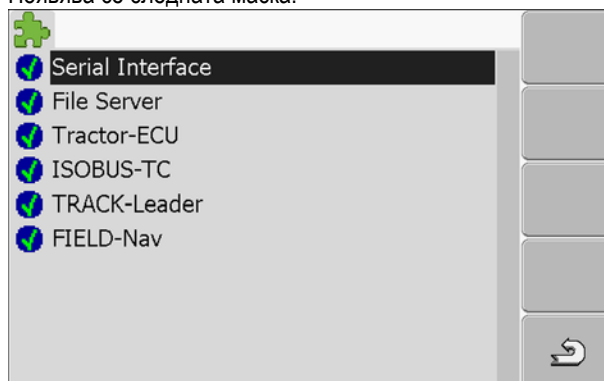 Появява се следната маска:
Serial Interface
File Server
Tractor-ECU
ISOBUS-TC
TRACK-Leader
FIELD-Nav